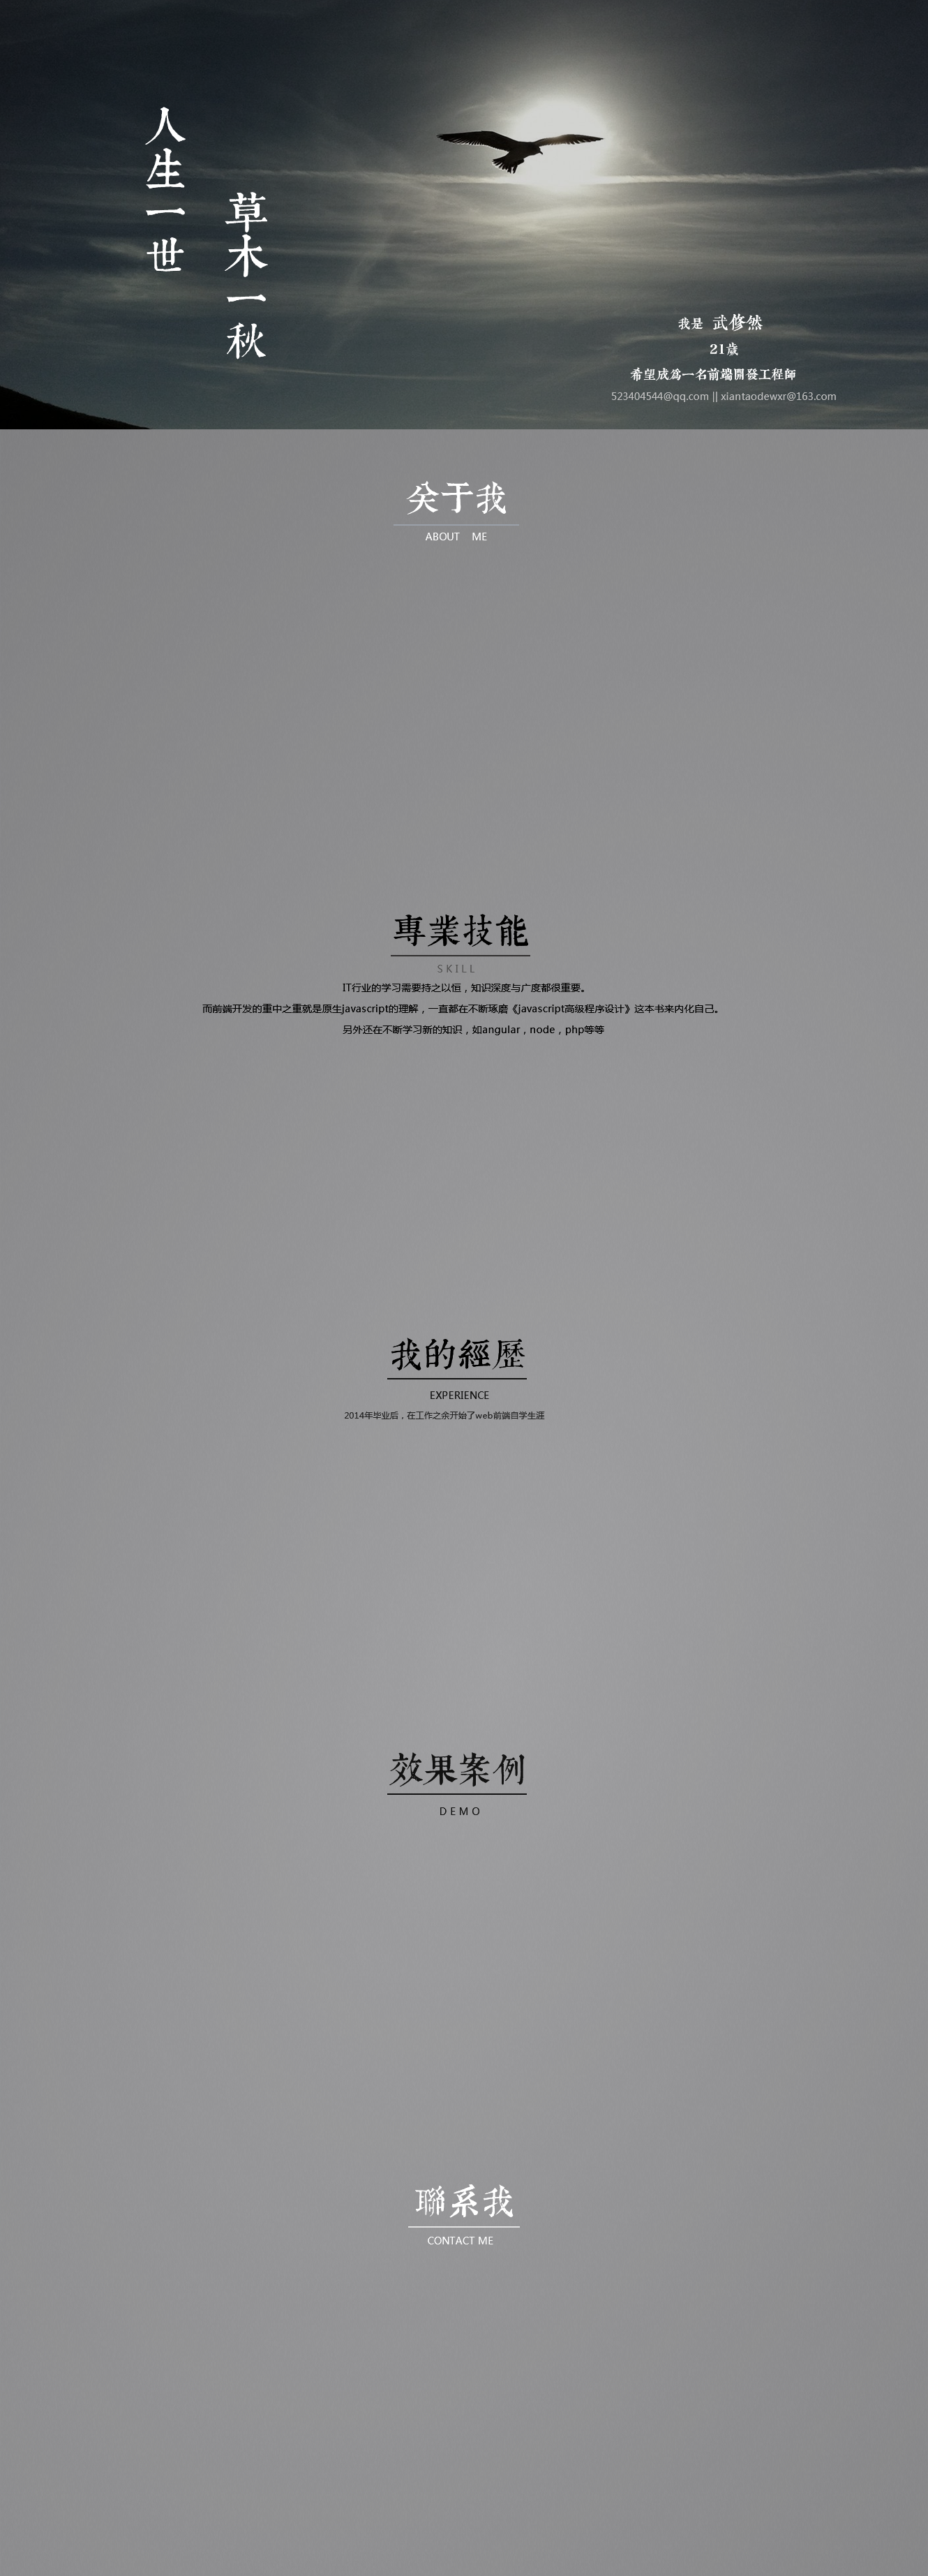 人生一世
草木一秋
我是 武修然
21歲
希望成為一名前端開發工程師
523404544@qq.com || xiantaodewxr@163.com
关于我
ABOUT ME
專業技能
SKILL
IT行业的学习需要持之以恒，知识深度与广度都很重要。
而前端开发的重中之重就是原生javascript的理解，一直都在不断琢磨《javascript高级程序设计》这本书来内化自己。
另外还在不断学习新的知识，如angular，node，php等等
我的經歷
EXPERIENCE
2014年毕业后，在工作之余开始了web前端自学生涯
效果案例
DEMO
聯系我
CONTACT ME